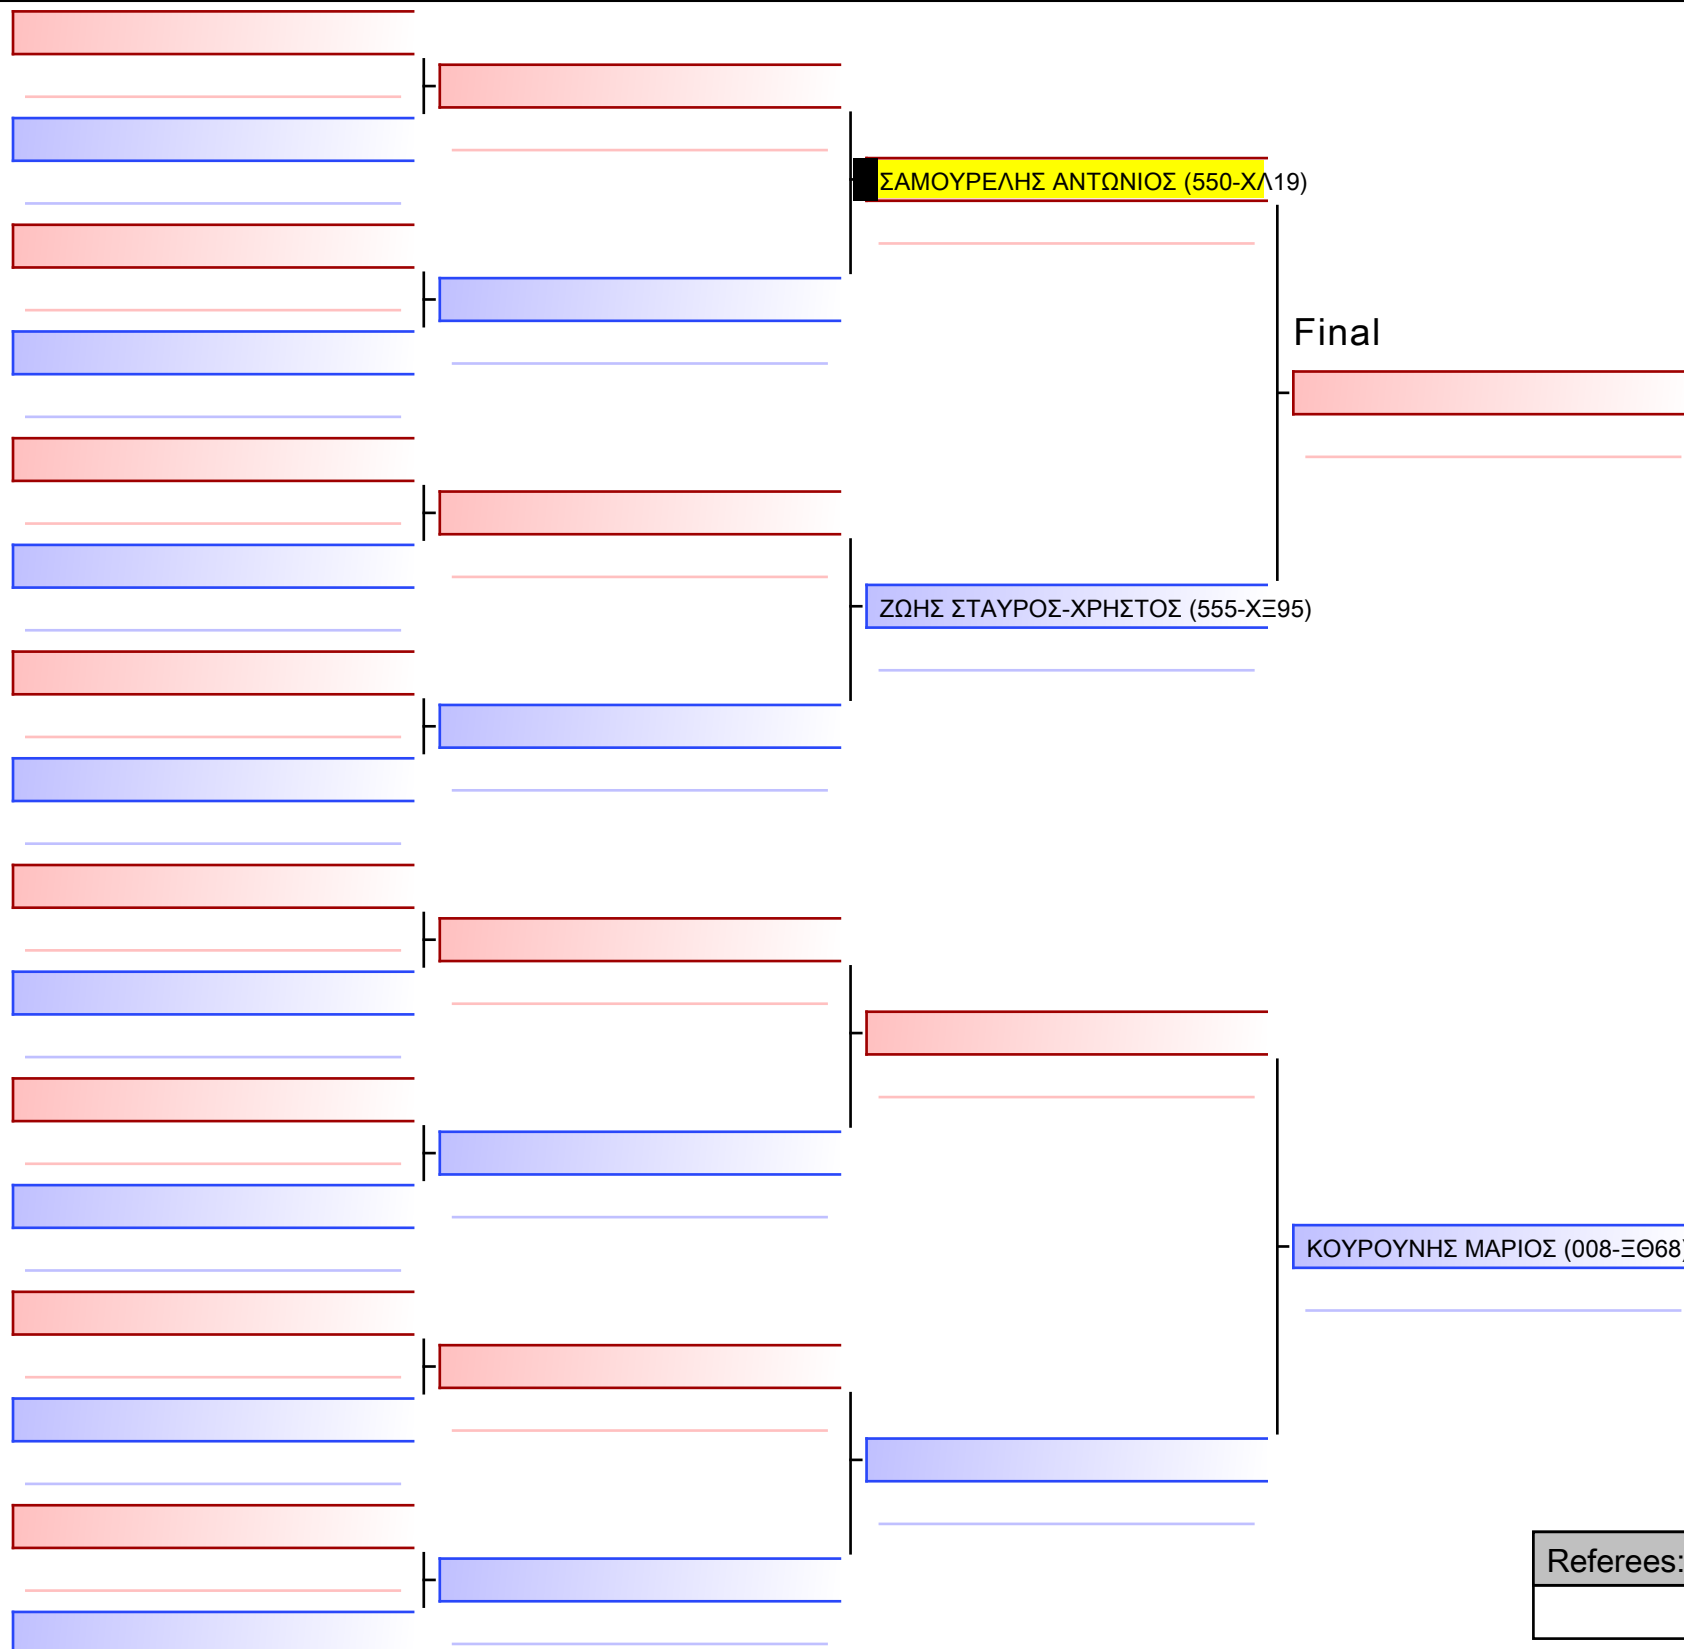 ΣΑΜΟΥΡΕΛΗΣ ΑΝΤΩΝΙΟΣ (550-ΧΛ19)
Final
ΖΩΗΣ ΣΤΑΥΡΟΣ-ΧΡΗΣΤΟΣ (555-ΧΞ95)
ΚΟΥΡΟΥΝΗΣ ΜΑΡΙΟΣ (008-ΞΘ68)
Referees: